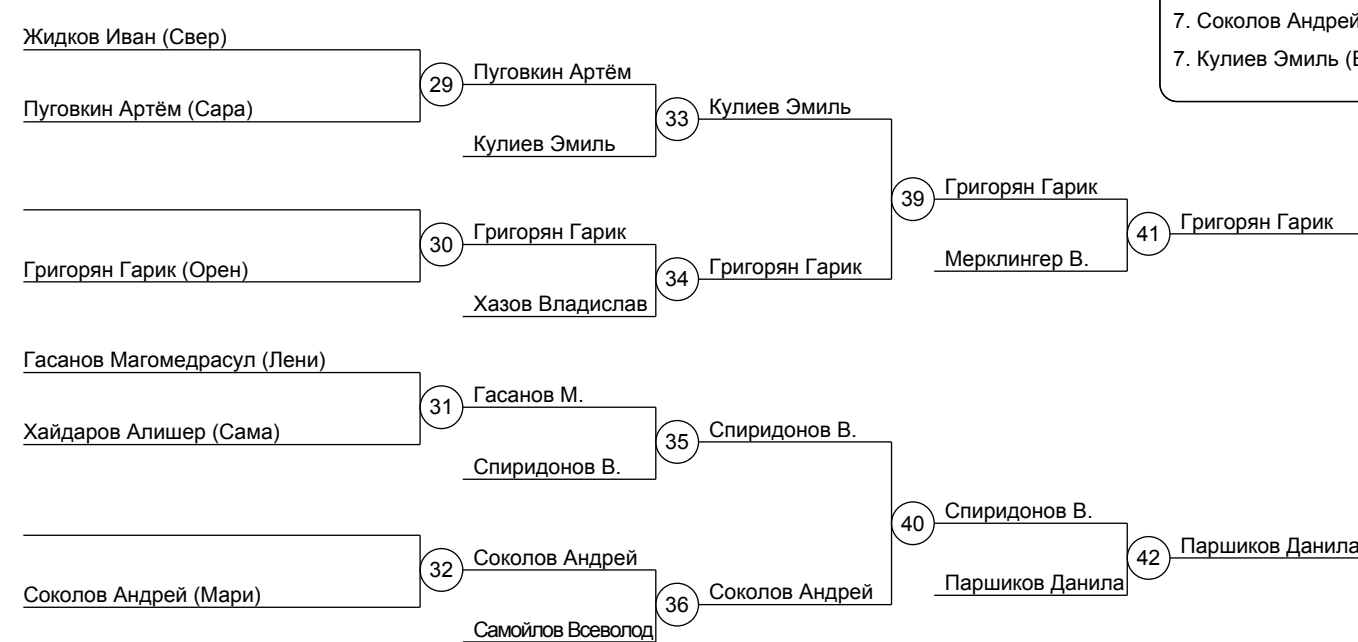 7. Соколов Андрей
7. Кулиев Эмиль
Жидков Иван (Свер)
29
Пуговкин Артём
Пуговкин Артём (Сара)
33
Кулиев Эмиль
Кулиев Эмиль
39
Григорян Гарик
30
Григорян Гарик
41
Григорян Гарик
Григорян Гарик (Орен)
34
Григорян Гарик
Мерклингер В.
Хазов Владислав
Гасанов Магомедрасул (Лени)
31
Гасанов М.
Хайдаров Алишер (Сама)
35
Спиридонов В.
Спиридонов В.
40
Спиридонов В.
32
Соколов Андрей
42
Паршиков Данила
Соколов Андрей (Мари)
36
Соколов Андрей
Паршиков Данила
Самойлов Всеволод